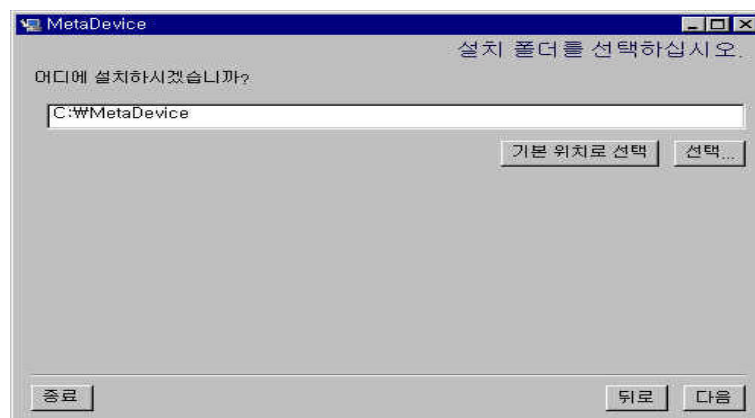 MetaDevice
설치 폴더를 선택하십시오.
어디에 설치하시겠습니까?
C:₩MetaDevice
기본 위치로 선택 선택...
종료 뒤로 다음